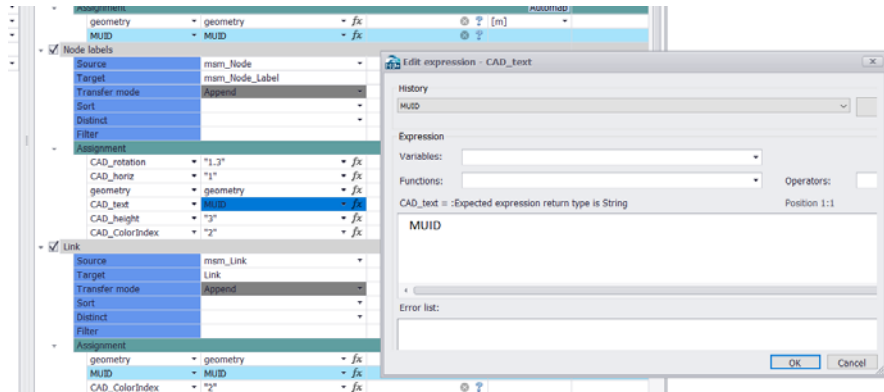 Assignment Automap
geometry geometry fx ? [m]
MUID MUID fx ?
Node labels
Source msm_Node
Target msm_Node_Label
Transfer mode Append
Sort
Distinct
Filter
Assignment
CAD_rotation "1.3" fx
CAD_horiz "1" fx
geometry geometry fx
CAD_text MUID fx
CAD_height "3" fx
CAD_ColorIndex "2" fx
Link
Source msm_Link
Target Link
Transfer mode Append
Sort
Distinct
Filter
Assignment
geometry geometry fx
MUID MUID fx
CAD_ColorIndex "2" fx ?
Edit expression - CAD_text
History
MUID
Expression
Variables:
Functions: Operators:
CAD_text = :Expected expression return type is String Position 1:1
MUID
Error list:
OK Cancel